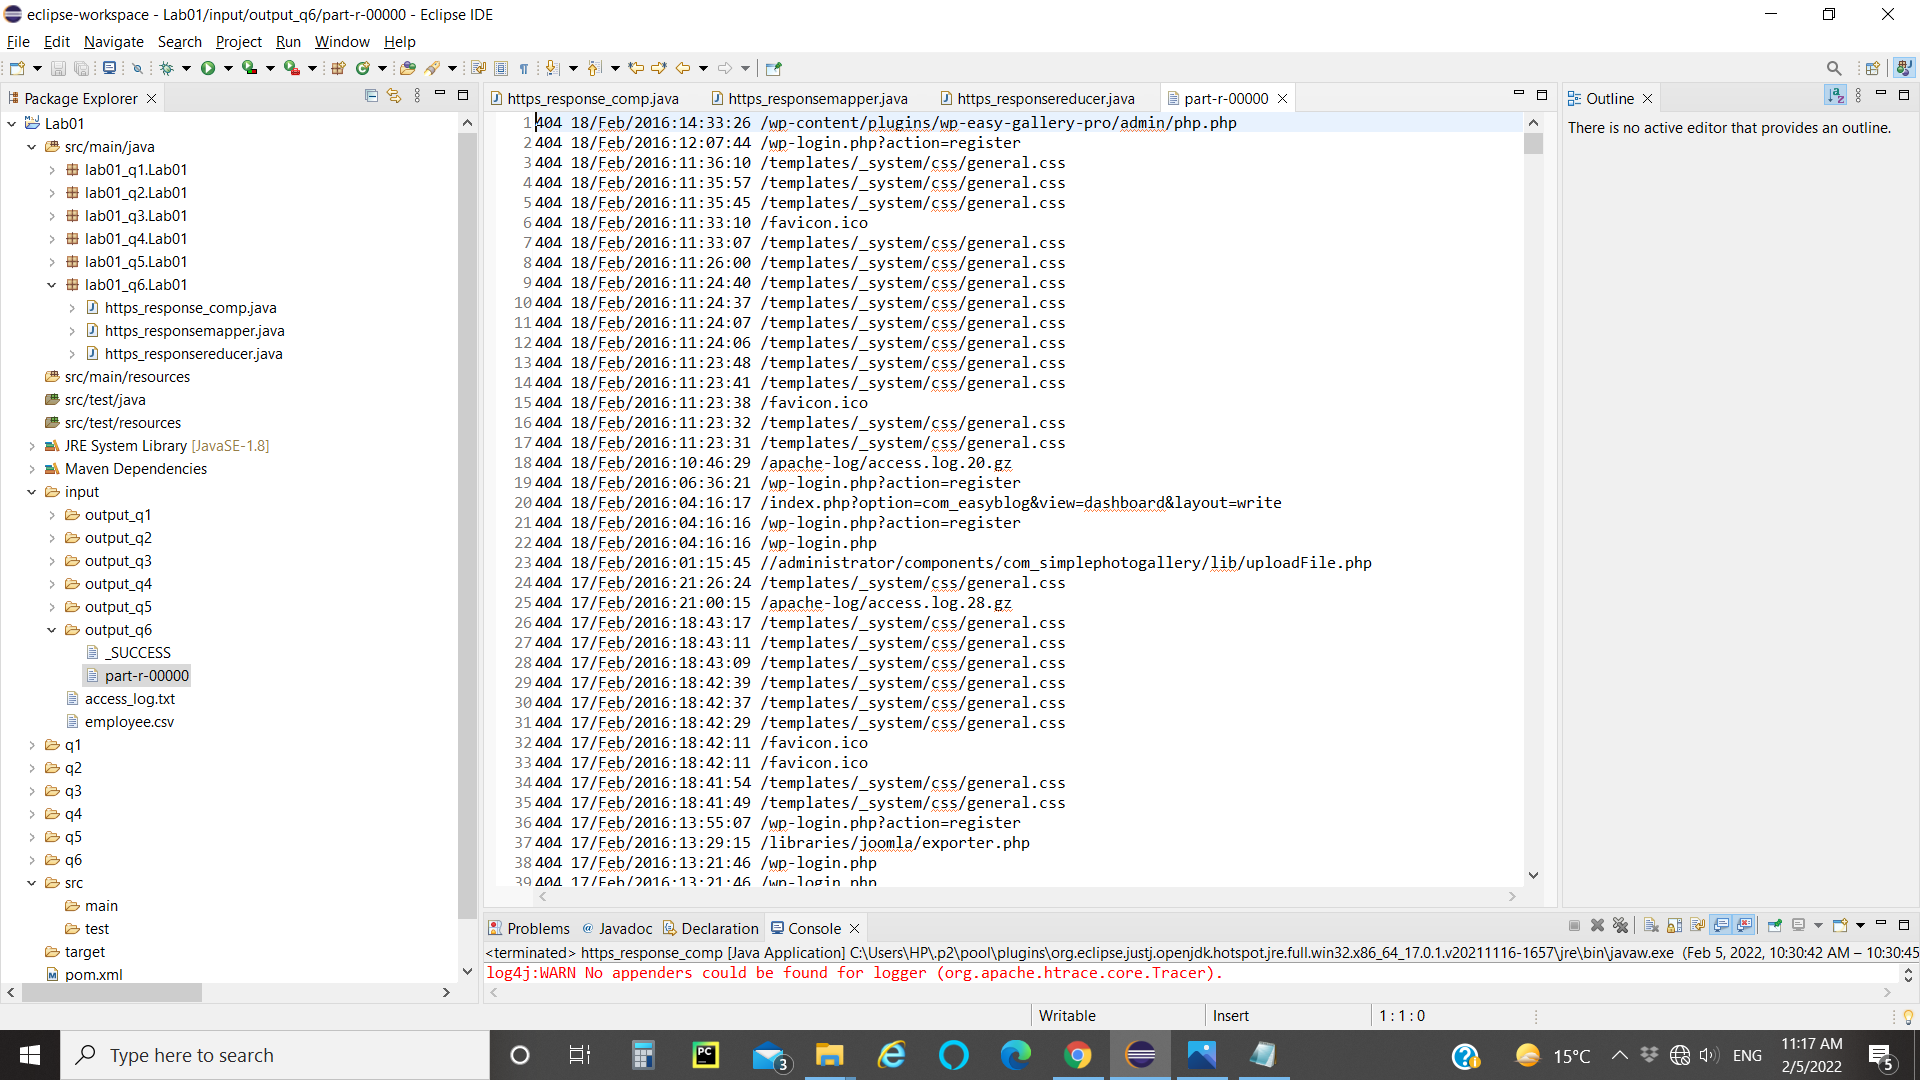 eclipse-workspace - Lab01/input/output_q6/part-r-00000 - Eclipse IDE
File Edit Navigate Search Project Run Window Help
Package Explorer
Lab01
src/main/java
lab01_q1.Lab01
lab01_q2.Lab01
lab01_q3.Lab01
lab01_q4.Lab01
lab01_q5.Lab01
lab01_q6.Lab01
https_response_comp.java
https_responsemapper.java
https_responsereducer.java
src/main/resources
src/test/java
src/test/resources
JRE System Library [JavaSE-1.8]
Maven Dependencies
input
output_q1
output_q2
output_q3
output_q4
output_q5
output_q6
_SUCCESS
part-r-00000
access_log.txt
employee.csv
q1
q2
q3
q4
q5
q6
src
main
test
target
pom.xml
https_response_comp.java https_responsemapper.java https_responsereducer.java part-r-00000
1 404 18/Feb/2016:14:33:26 /wp-content/plugins/wp-easy-gallery-pro/admin/php.php
2 404 18/Feb/2016:12:07:44 /wp-login.php?action=register
3 404 18/Feb/2016:11:36:10 /templates/_system/css/general.css
4 404 18/Feb/2016:11:35:57 /templates/_system/css/general.css
5 404 18/Feb/2016:11:35:45 /templates/_system/css/general.css
6 404 18/Feb/2016:11:33:10 /favicon.ico
7 404 18/Feb/2016:11:33:07 /templates/_system/css/general.css
8 404 18/Feb/2016:11:26:00 /templates/_system/css/general.css
9 404 18/Feb/2016:11:24:40 /templates/_system/css/general.css
10 404 18/Feb/2016:11:24:37 /templates/_system/css/general.css
11 404 18/Feb/2016:11:24:07 /templates/_system/css/general.css
12 404 18/Feb/2016:11:24:06 /templates/_system/css/general.css
13 404 18/Feb/2016:11:23:48 /templates/_system/css/general.css
14 404 18/Feb/2016:11:23:41 /templates/_system/css/general.css
15 404 18/Feb/2016:11:23:38 /favicon.ico
16 404 18/Feb/2016:11:23:32 /templates/_system/css/general.css
17 404 18/Feb/2016:11:23:31 /templates/_system/css/general.css
18 404 18/Feb/2016:10:46:29 /apache-log/access.log.20.gz
19 404 18/Feb/2016:06:36:21 /wp-login.php?action=register
20 404 18/Feb/2016:04:16:17 /index.php?option=com_easyblog&view=dashboard&layout=write
21 404 18/Feb/2016:04:16:16 /wp-login.php?action=register
22 404 18/Feb/2016:04:16:16 /wp-login.php
23 404 18/Feb/2016:01:15:45 //administrator/components/com_simplephotogallery/lib/uploadFile.php
24 404 17/Feb/2016:21:26:24 /templates/_system/css/general.css
25 404 17/Feb/2016:21:00:15 /apache-log/access.log.28.gz
26 404 17/Feb/2016:18:43:17 /templates/_system/css/general.css
27 404 17/Feb/2016:18:43:11 /templates/_system/css/general.css
28 404 17/Feb/2016:18:43:09 /templates/_system/css/general.css
29 404 17/Feb/2016:18:42:39 /templates/_system/css/general.css
30 404 17/Feb/2016:18:42:37 /templates/_system/css/general.css
31 404 17/Feb/2016:18:42:29 /templates/_system/css/general.css
32 404 17/Feb/2016:18:42:11 /favicon.ico
33 404 17/Feb/2016:18:42:11 /favicon.ico
34 404 17/Feb/2016:18:41:54 /templates/_system/css/general.css
35 404 17/Feb/2016:18:41:49 /templates/_system/css/general.css
36 404 17/Feb/2016:13:55:07 /wp-login.php?action=register
37 404 17/Feb/2016:13:29:15 /libraries/joomla/exporter.php
38 404 17/Feb/2016:13:21:46 /wp-login.php
39 404 17/Feb/2016:13:21:46 /wp-login.php
Outline
There is no active editor that provides an outline.
Problems Javadoc Declaration Console
<terminated> https_response_comp [Java Application] C:\Users\HP\.p2\pool\plugins\org.eclipse.justj.openjdk.hotspot.jre.full.win32.x86_64_17.0.1.v20211116-1657\jre\bin\javaw.exe (Feb 5, 2022, 10:30:42 AM – 10:30:45
log4j:WARN No appenders could be found for logger (org.apache.htrace.core.Tracer).
Writable Insert 1 : 1 : 0
Type here to search
PC
3
15°C
ENG
11:17 AM
2/5/2022
5